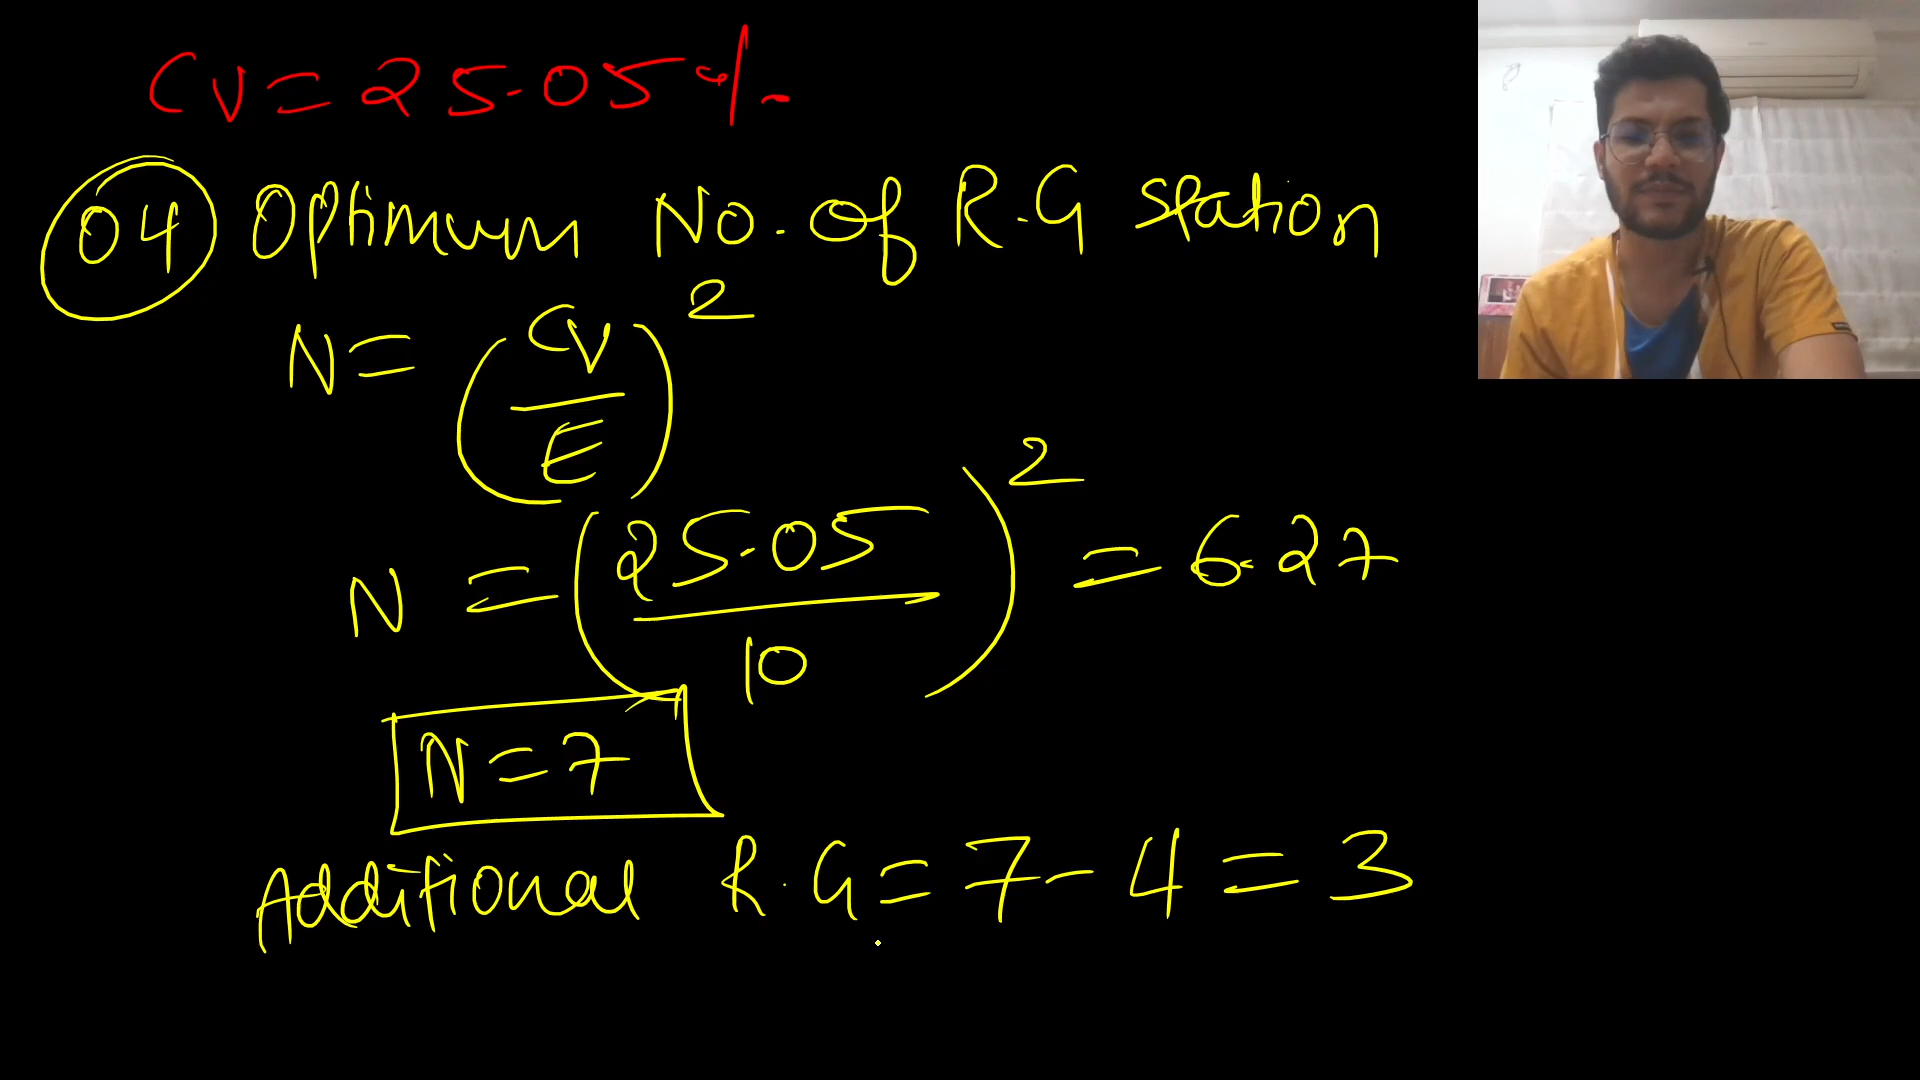 CV = 25.05%
04 Optimum No. of R.G station
N = (CV/E)^2
N = (25.05/10)^2 = 6.27
N = 7
Additional R.G = 7 - 4 = 3